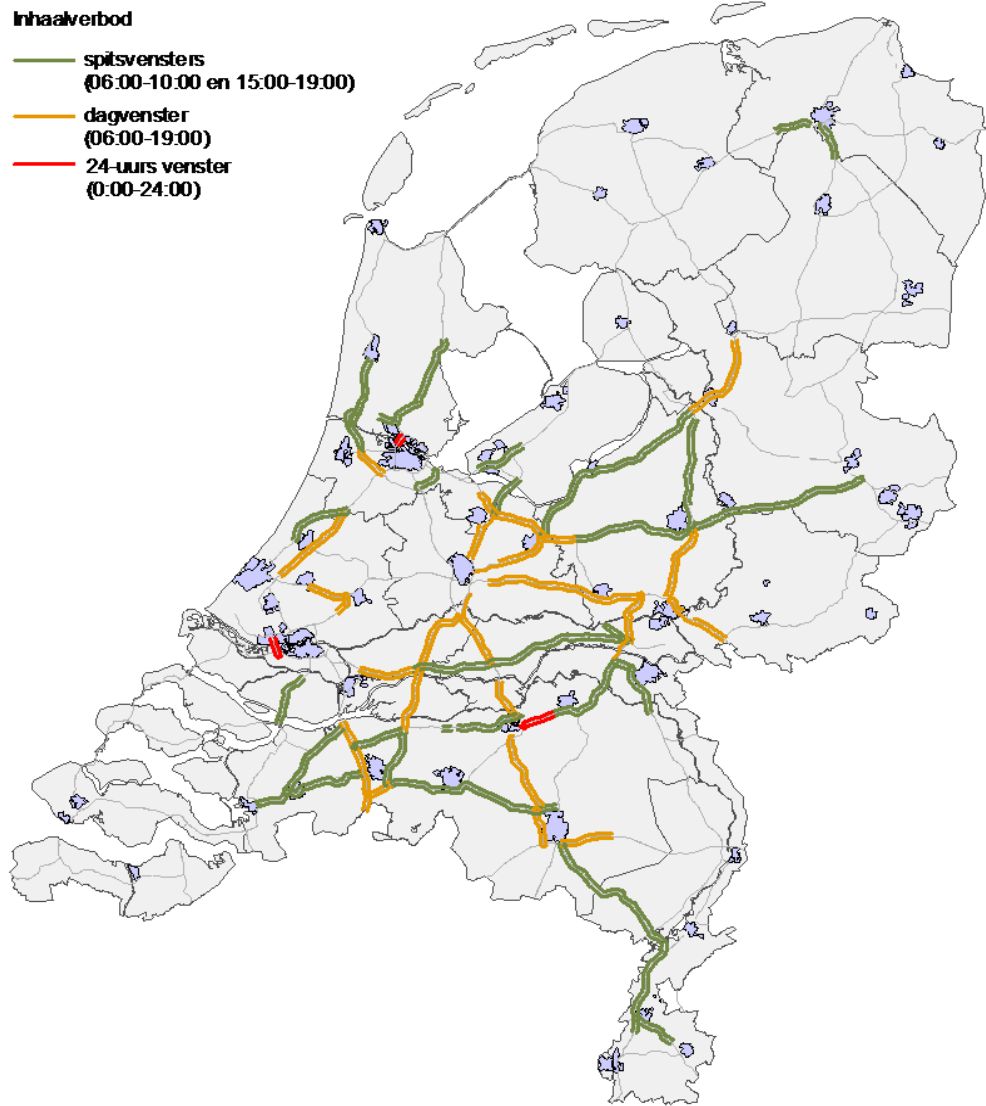 Inhaalverbod
spitsvensters
(06:00-10:00 en 15:00-19:00)
dagvenster
(06:00-19:00)
24-uurs venster
(0:00-24:00)